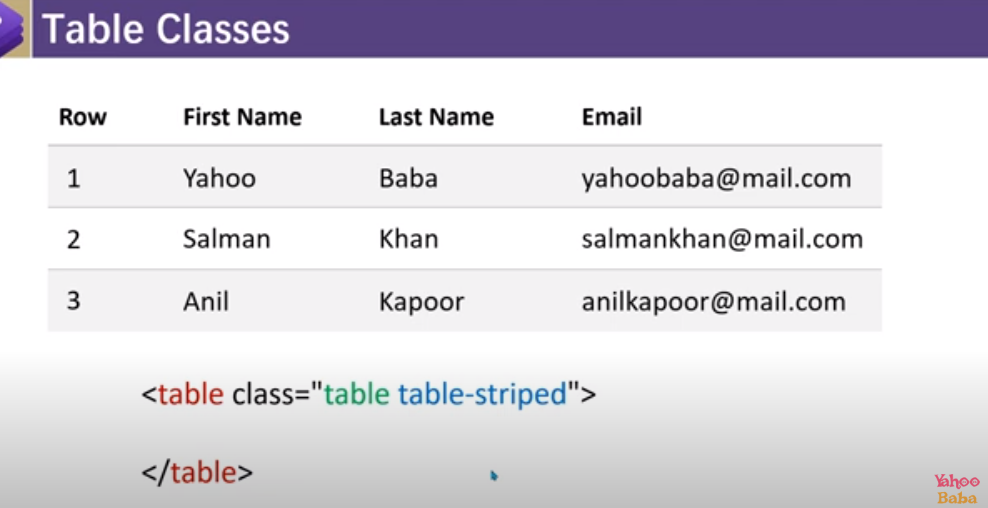 Table Classes
Row First Name Last Name Email
1 Yahoo Baba yahoobaba@mail.com
2 Salman Khan salmankhan@mail.com
3 Anil Kapoor anilkapoor@mail.com
<table class="table table-striped">
</table>
Yahoo
Baba